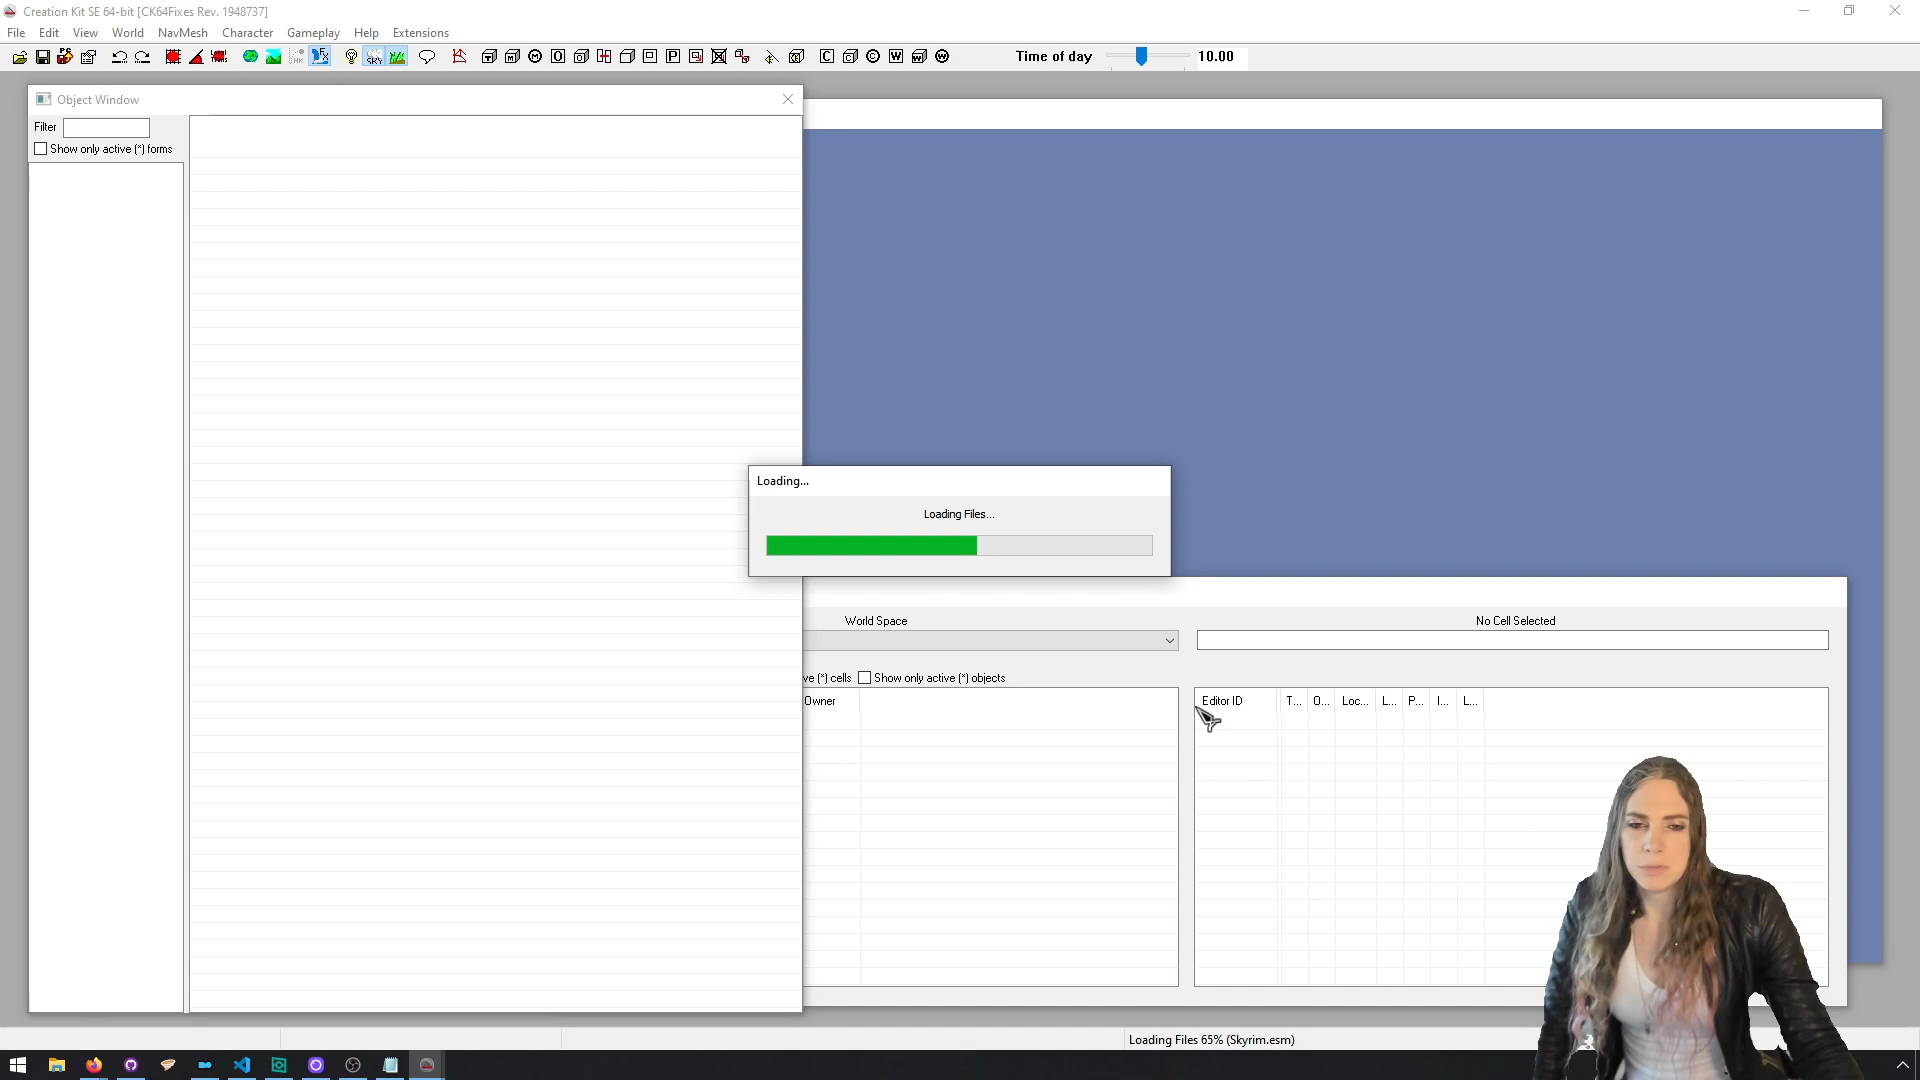 Creation Kit SE 64-bit [CK64Fixes Rev. 1948737]
File Edit View World NavMesh Character Gameplay Help Extensions
Time of day 10.00
Object Window
Filter
Show only active (*) forms
Loading...
Loading Files...
World Space
No Cell Selected
ve (*) cells Show only active (*) objects
Owner
Editor ID T... O... Loc... L... P... I... L...
Loading Files 65% (Skyrim.esm)